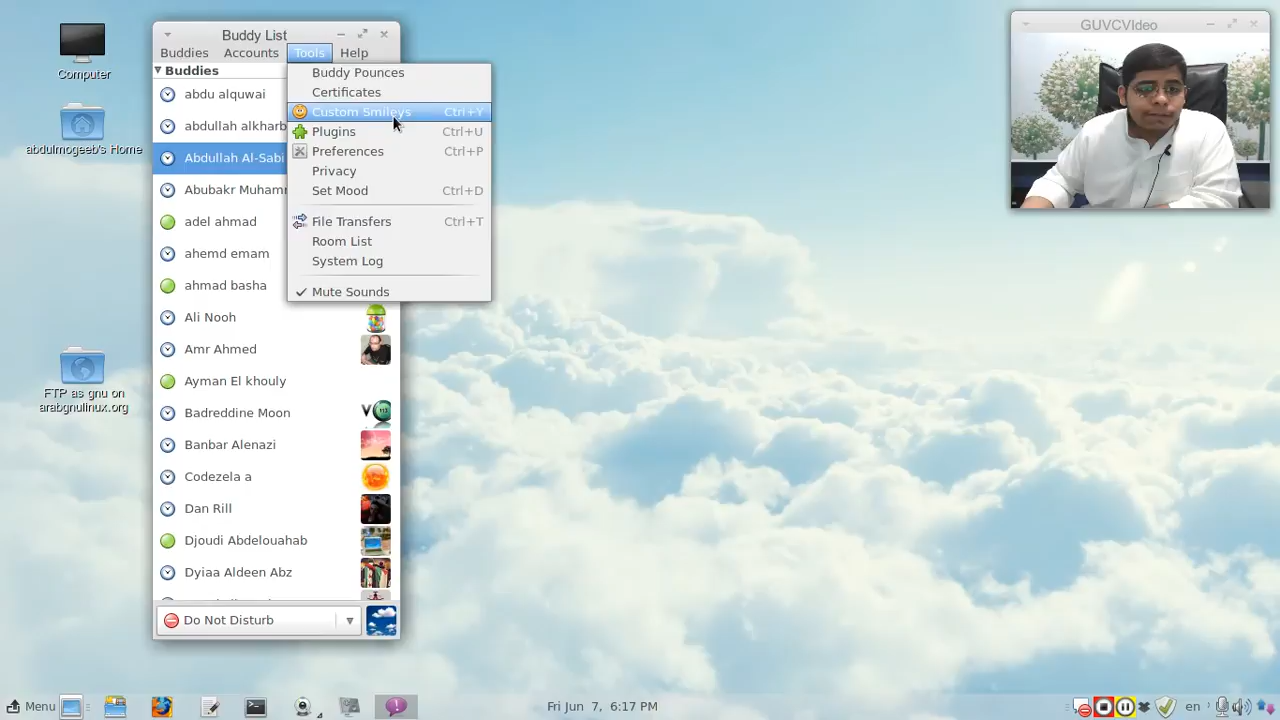 Buddy List
GUVCVIdeo
Buddies Accounts Tools Help
Buddies
Buddy Pounces
Certificates
Custom Smileys Ctrl+Y
Plugins Ctrl+U
Preferences Ctrl+P
Privacy
Set Mood Ctrl+D
File Transfers Ctrl+T
Room List
System Log
Mute Sounds
abdu alquwai
abdullah alkharb
Abdullah Al-Sabi
Abubakr Muhamm
adel ahmad
ahemd emam
ahmad basha
Ali Nooh
Amr Ahmed
Ayman El khouly
Badreddine Moon
Banbar Alenazi
Codezela a
Dan Rill
Djoudi Abdelouahab
Dyiaa Aldeen Abz
Do Not Disturb
Computer
abdulmogeeb's Home
FTP as gnu on
arabgnulinux.org
Menu
Fri Jun 7, 6:17 PM
en